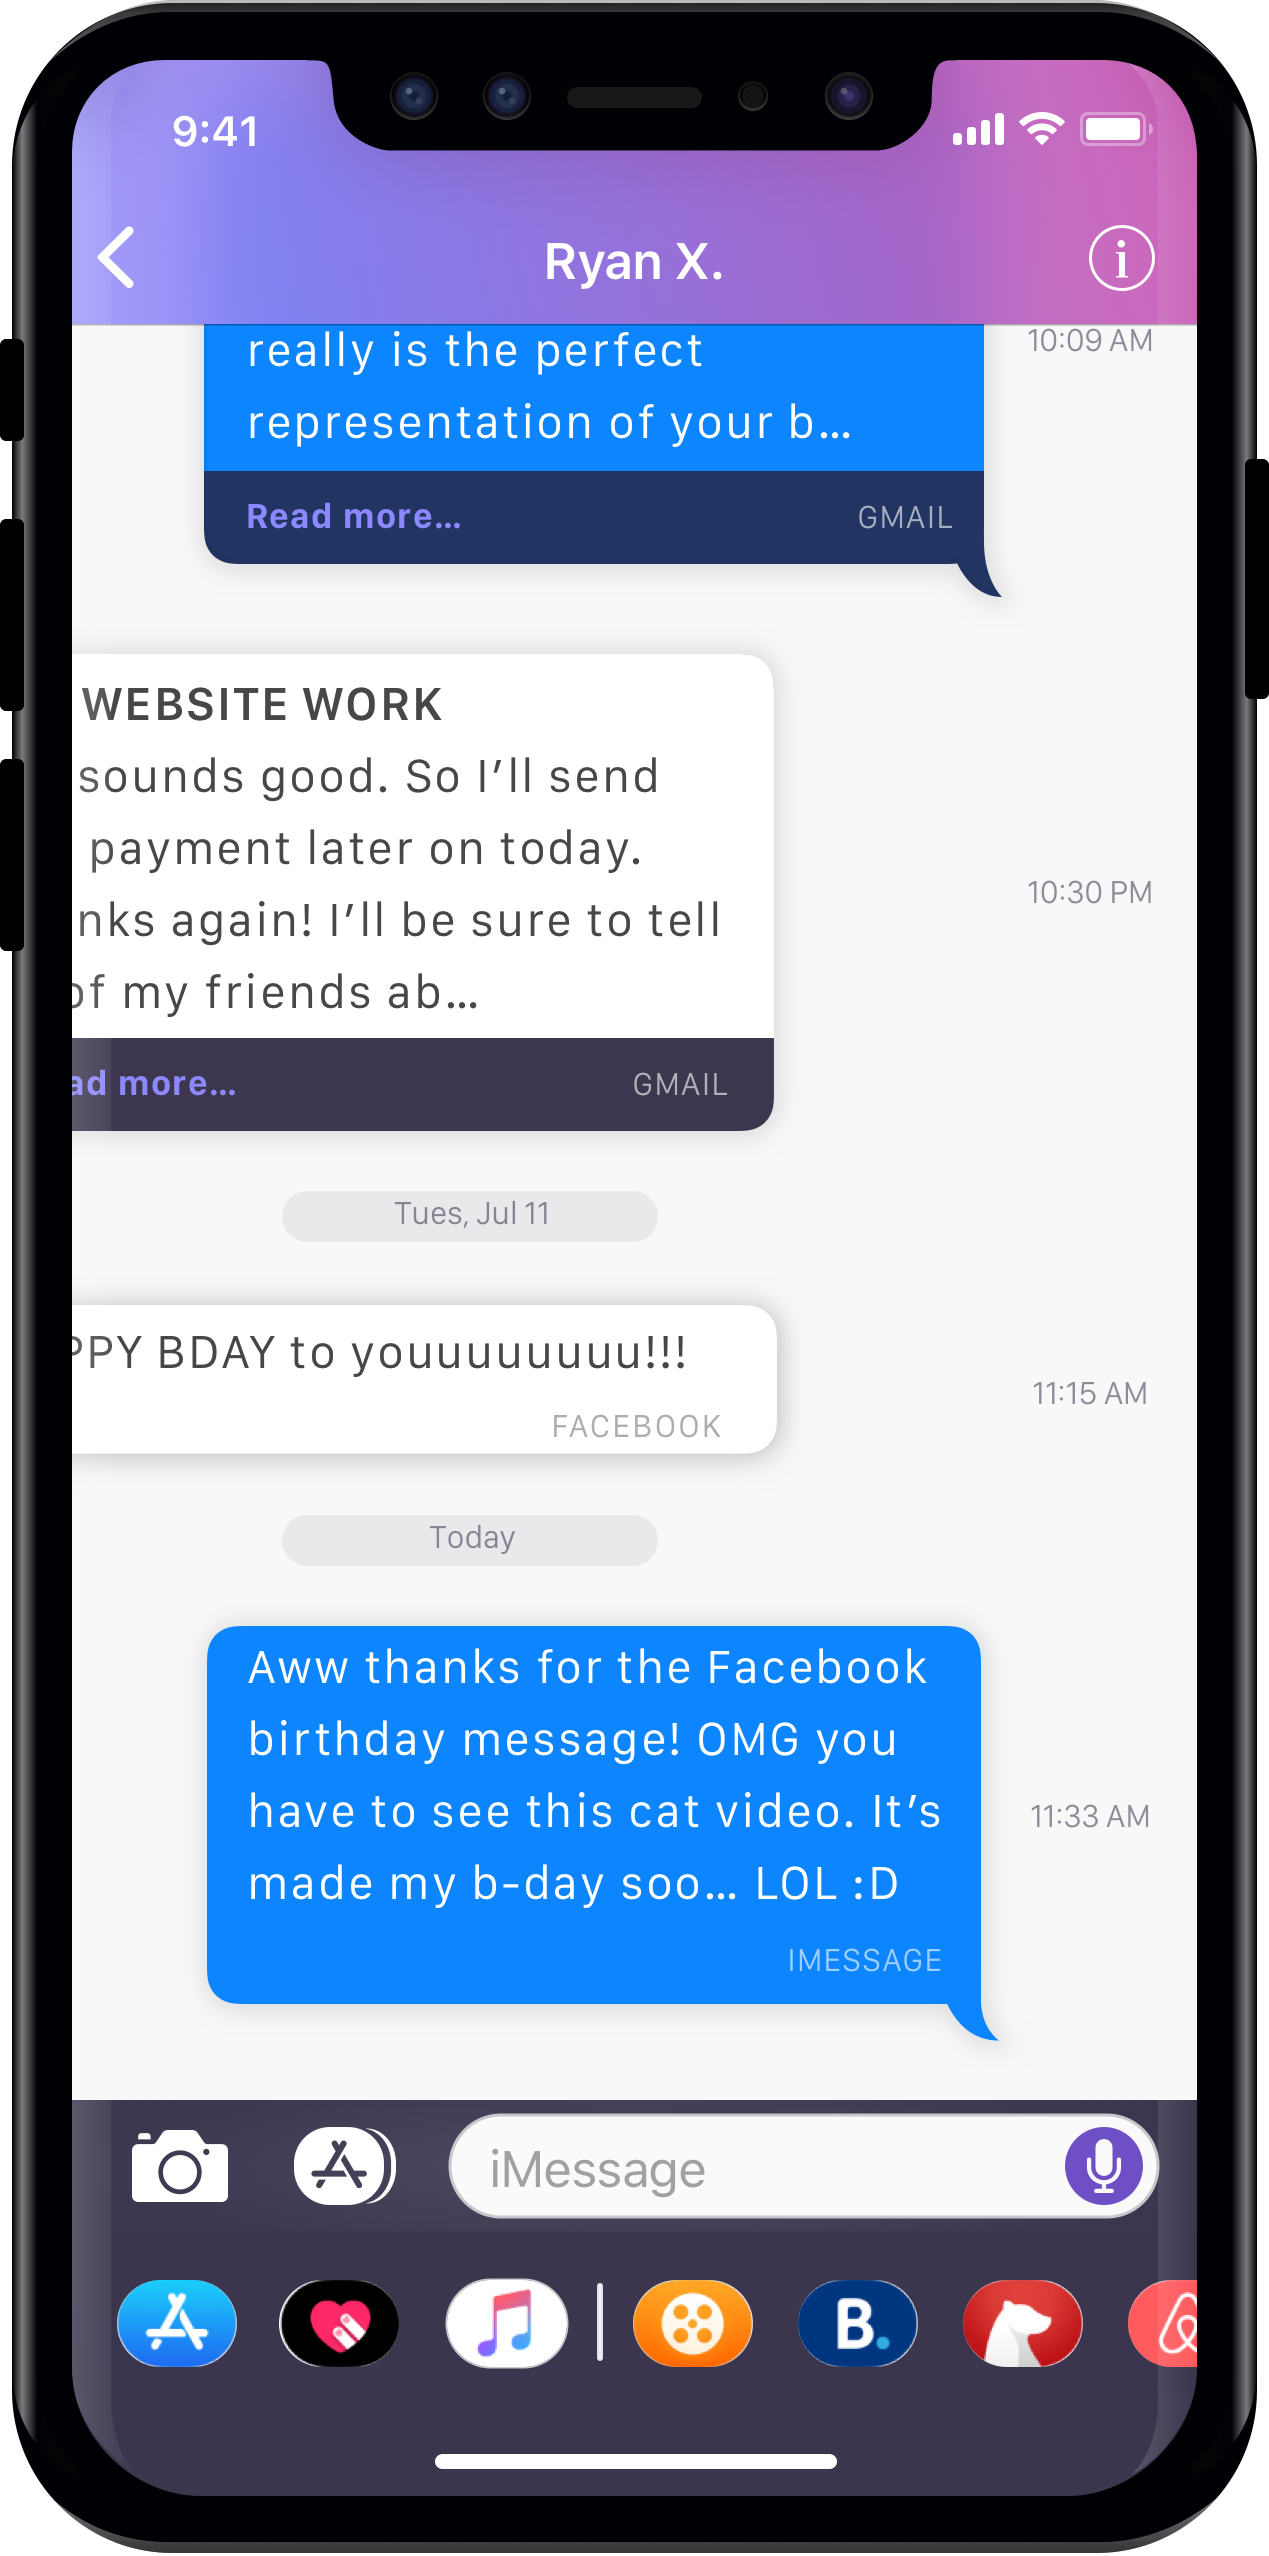 9:41
Ryan X.
i
really is the perfect
10:09 AM
representation of your b...
Read more...
GMAIL
WEBSITE WORK
sounds good. So I’ll send
payment later on today.
10:30 PM
nks again! I’ll be sure to tell
of my friends ab...
ad more...
GMAIL
Tues, Jul 11
PPY BDAY to youuuuuuuu!!!
11:15 AM
FACEBOOK
Today
Aww thanks for the Facebook
birthday message! OMG you
have to see this cat video. It’s
11:33 AM
made my b-day soo... LOL :D
IMESSAGE
iMessage
B.